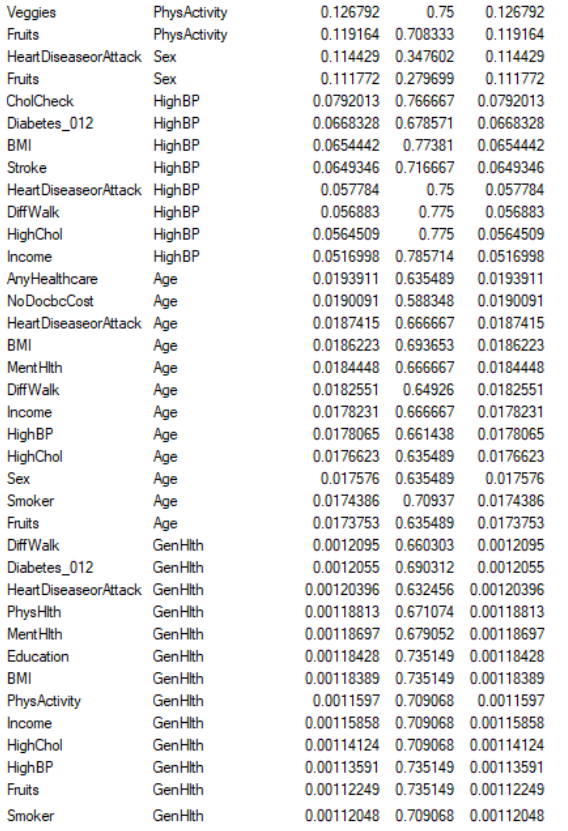 Veggies PhysActivity 0.126792 0.75 0.126792
Fruits PhysActivity 0.119164 0.708333 0.119164
HeartDiseaseorAttack Sex 0.114429 0.347602 0.114429
Fruits Sex 0.111772 0.279699 0.111772
CholCheck HighBP 0.0792013 0.766667 0.0792013
Diabetes_012 HighBP 0.0668328 0.678571 0.0668328
BMI HighBP 0.0654442 0.77381 0.0654442
Stroke HighBP 0.0649346 0.716667 0.0649346
HeartDiseaseorAttack HighBP 0.057784 0.75 0.057784
DiffWalk HighBP 0.056883 0.775 0.056883
HighChol HighBP 0.0564509 0.775 0.0564509
Income HighBP 0.0516998 0.785714 0.0516998
AnyHealthcare Age 0.0193911 0.635489 0.0193911
NoDocbcCost Age 0.0190091 0.588348 0.0190091
HeartDiseaseorAttack Age 0.0187415 0.666667 0.0187415
BMI Age 0.0186223 0.693653 0.0186223
MentHlth Age 0.0184448 0.666667 0.0184448
DiffWalk Age 0.0182551 0.64926 0.0182551
Income Age 0.0178231 0.666667 0.0178231
HighBP Age 0.0178065 0.661438 0.0178065
HighChol Age 0.0176623 0.635489 0.0176623
Sex Age 0.017576 0.635489 0.017576
Smoker Age 0.0174386 0.70937 0.0174386
Fruits Age 0.0173753 0.635489 0.0173753
DiffWalk GenHlth 0.0012095 0.660303 0.0012095
Diabetes_012 GenHlth 0.0012055 0.690312 0.0012055
HeartDiseaseorAttack GenHlth 0.00120396 0.632456 0.00120396
PhysHlth GenHlth 0.00118813 0.671074 0.00118813
MentHlth GenHlth 0.00118697 0.679052 0.00118697
Education GenHlth 0.00118428 0.735149 0.00118428
BMI GenHlth 0.00118389 0.735149 0.00118389
PhysActivity GenHlth 0.0011597 0.709068 0.0011597
Income GenHlth 0.00115858 0.709068 0.00115858
HighChol GenHlth 0.00114124 0.709068 0.00114124
HighBP GenHlth 0.00113591 0.735149 0.00113591
Fruits GenHlth 0.00112249 0.735149 0.00112249
Smoker GenHlth 0.00112048 0.709068 0.00112048